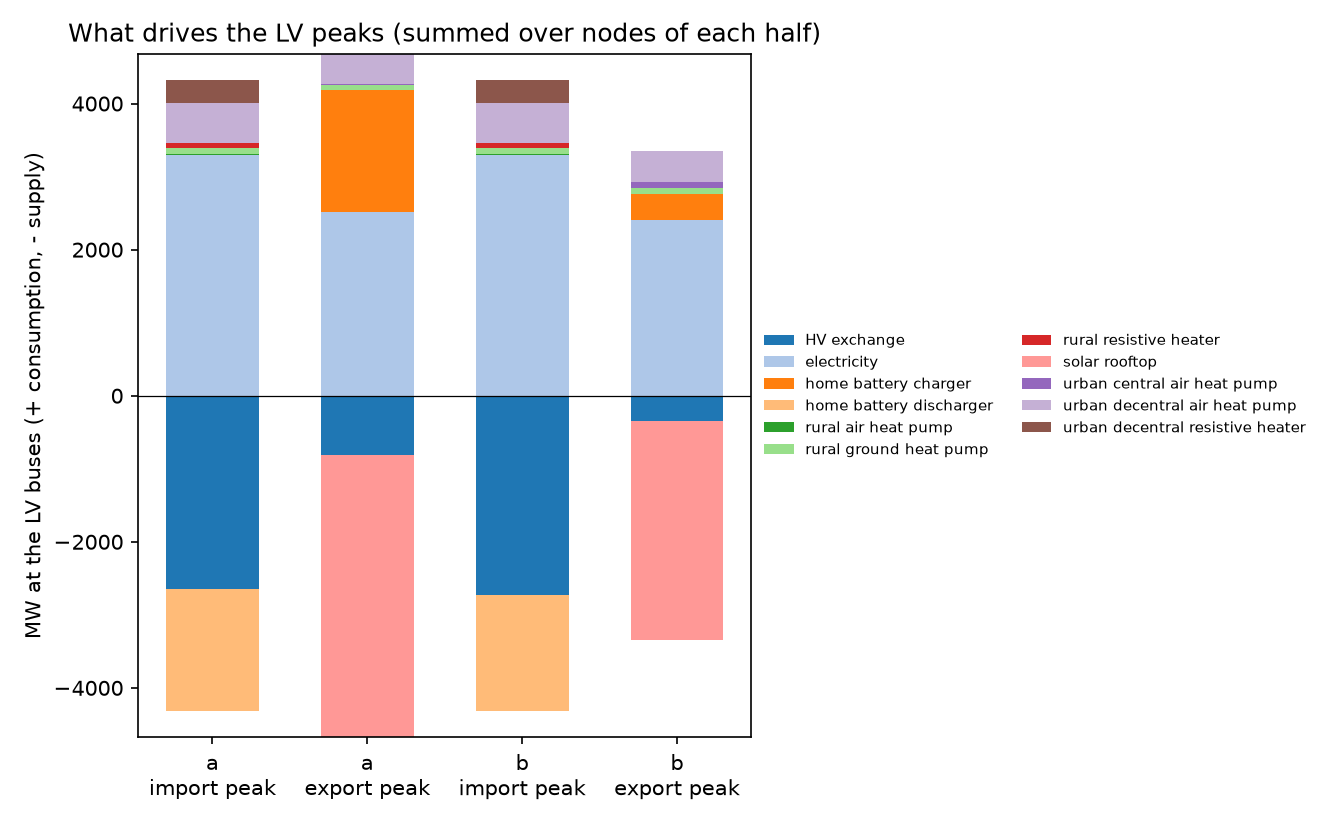 What drives the LV peaks (summed over nodes of each half)
MW at the LV buses (+ consumption, - supply)
4000
2000
0
−2000
−4000
a
import peak
a
export peak
b
import peak
b
export peak
HV exchange
electricity
home battery charger
home battery discharger
rural air heat pump
rural ground heat pump
rural resistive heater
solar rooftop
urban central air heat pump
urban decentral air heat pump
urban decentral resistive heater